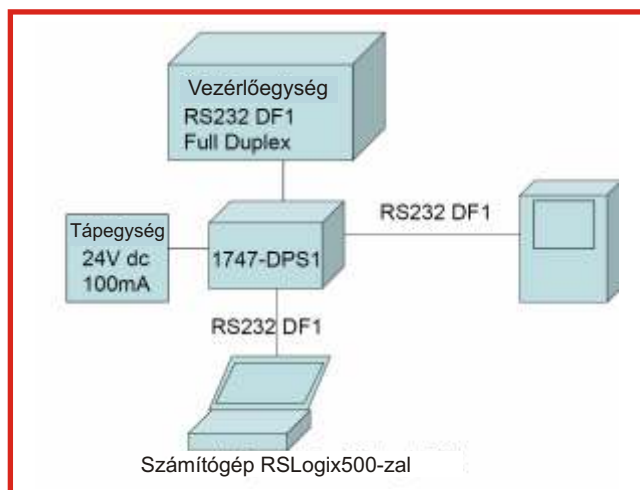 Vezérlőegység
RS232 DF1
Full Duplex
RS232 DF1
Tápegység
24V dc
100mA
1747-DPS1
RS232 DF1
Számítógép RSLogix500-zal